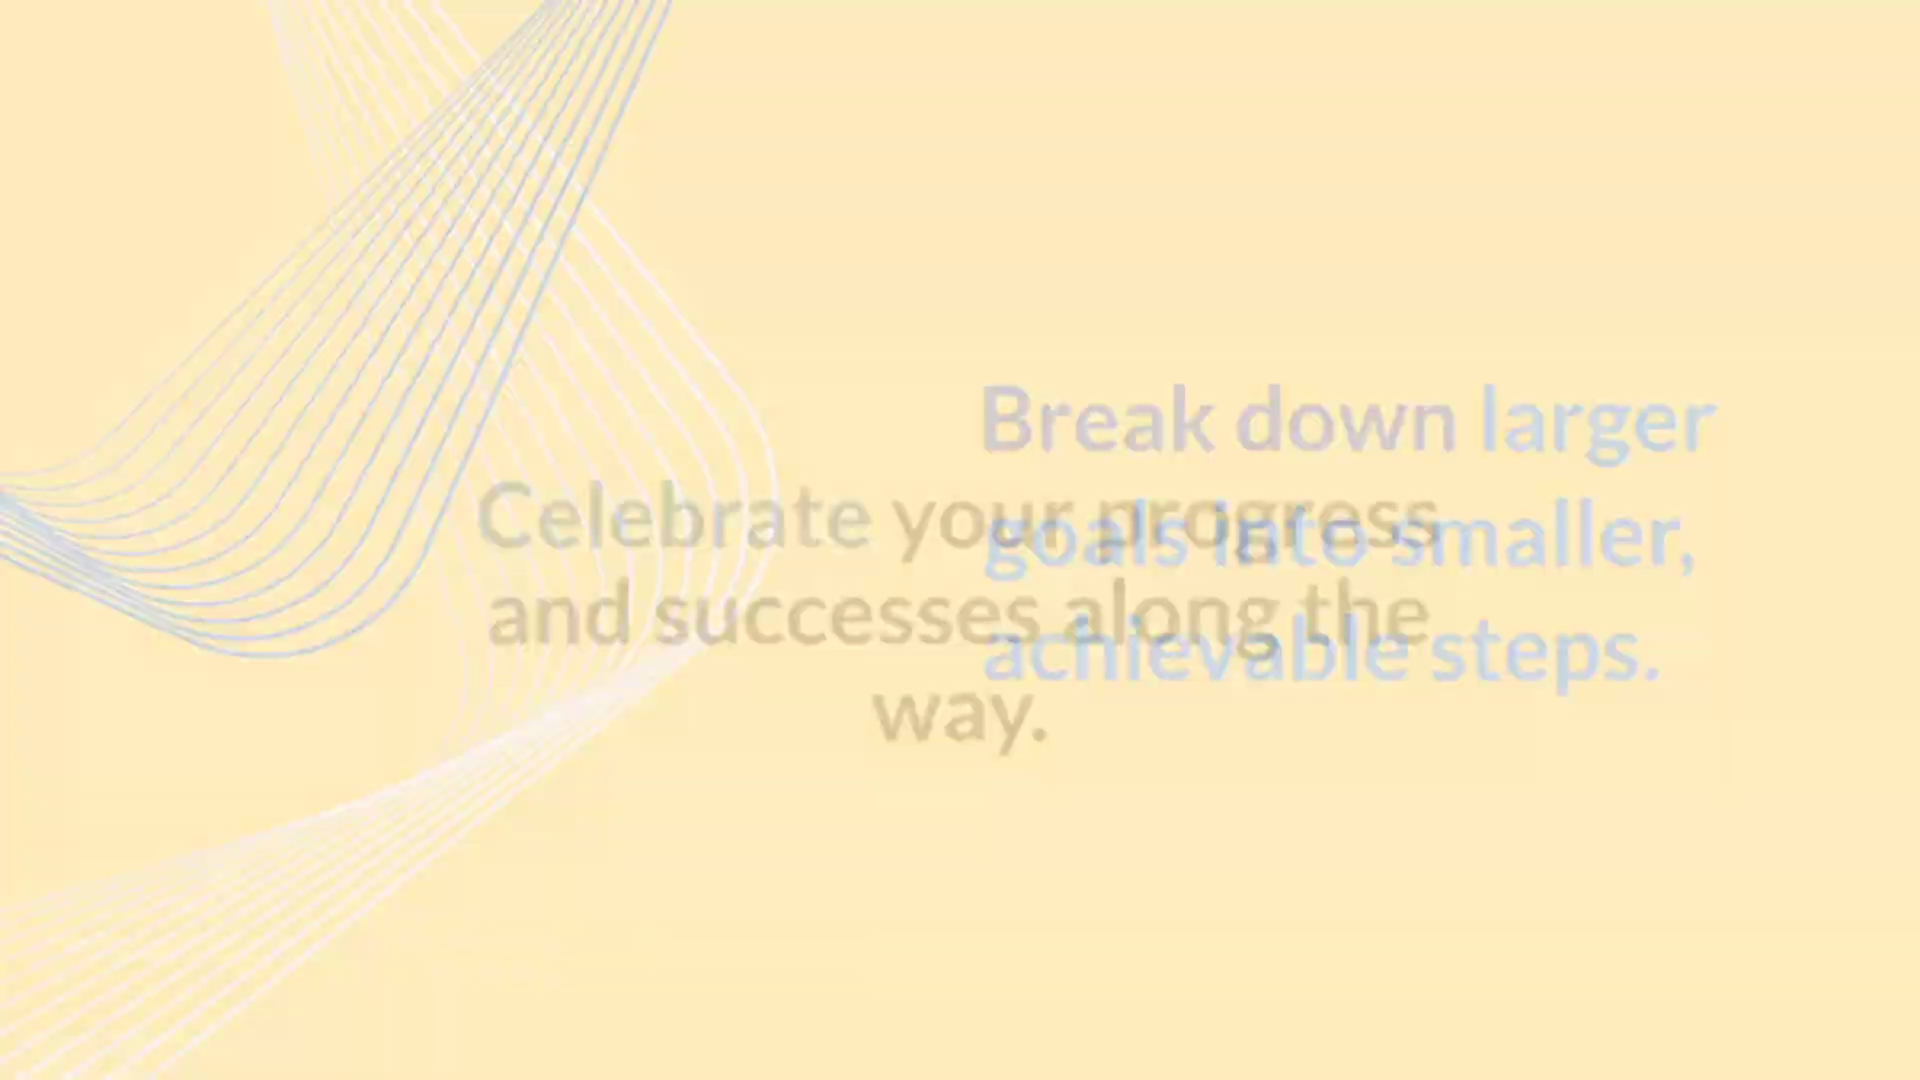 Break down larger
goals into smaller,
achievable steps.
Celebrate your progress
and successes along the
way.